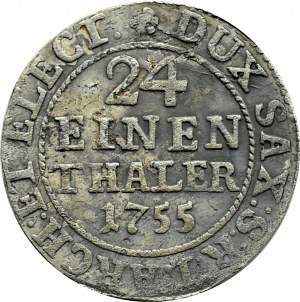 DUX SAX. S. R. I. ARCH. ET ELECT.
24
EINEN
THALER
1755